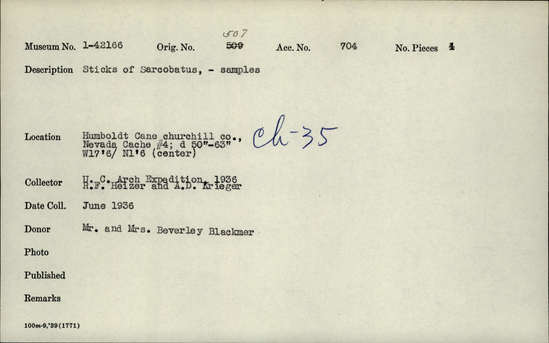 507
Museum No. 1-42166 Orig. No. 509 Acc. No. 704 No. Pieces 4
Description Sticks of Sarcobatus, - samples
Location Humboldt Cane churchill co., ch-35
Nevada Cache #4; d 50"-63"
W17'6/ N1'6 (center)
Collector U. C. Arch Expedition, 1936
R.F. Heizer and A.D. Krieger
Date Coll. June 1936
Donor Mr. and Mrs. Beverley Blackmer
Photo
Published
Remarks
100m-9,'39(1771)